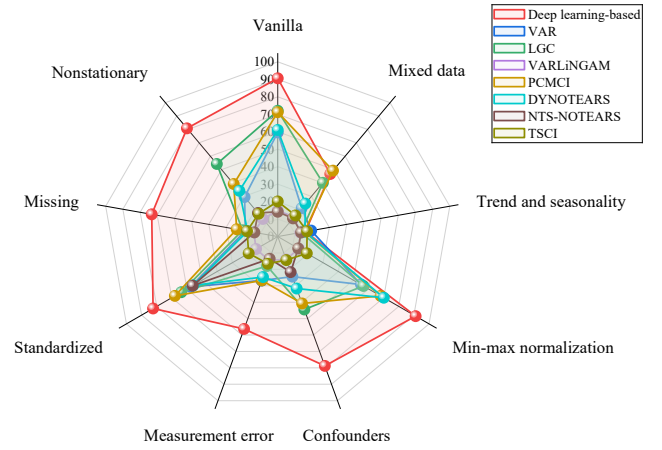 Vanilla
Mixed data
Trend and seasonality
Min-max normalization
Confounders
Measurement error
Standardized
Missing
Nonstationary
100
90
80
70
60
50
40
30
20
10
0
Deep learning-based
VAR
LGC
VARLiNGAM
PCMCI
DYNOTEARS
NTS-NOTEARS
TSCI